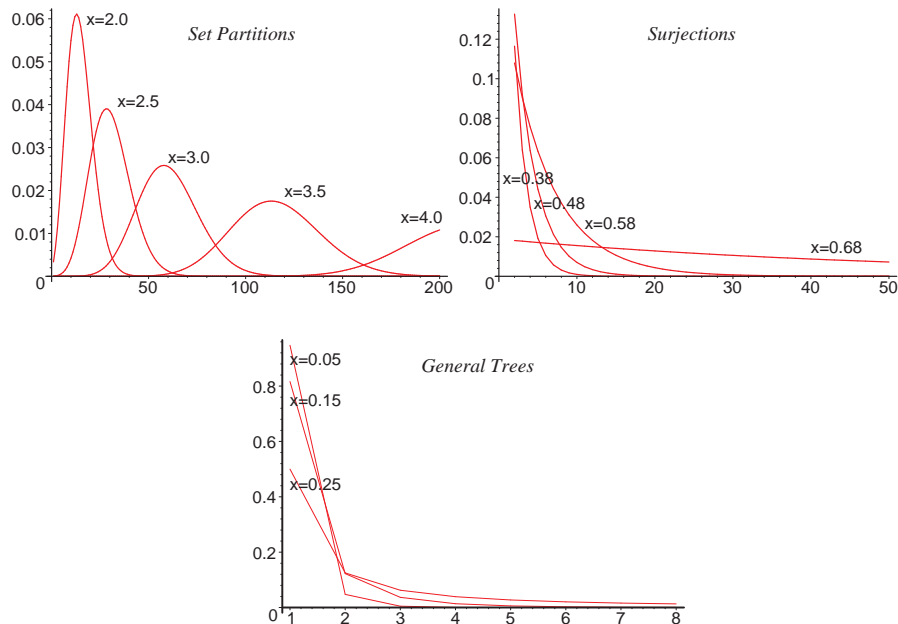 Set Partitions
0.06
0.05
0.04
0.03
0.02
0.01
0
x=2.0
x=2.5
x=3.0
x=3.5
x=4.0
50 100 150 200
Surjections
0.12
0.1
0.08
0.06
0.04
0.02
0
x=0.38
x=0.48
x=0.58
x=0.68
10 20 30 40 50
General Trees
0.8
0.6
0.4
0.2
0
x=0.05
x=0.15
x=0.25
1 2 3 4 5 6 7 8